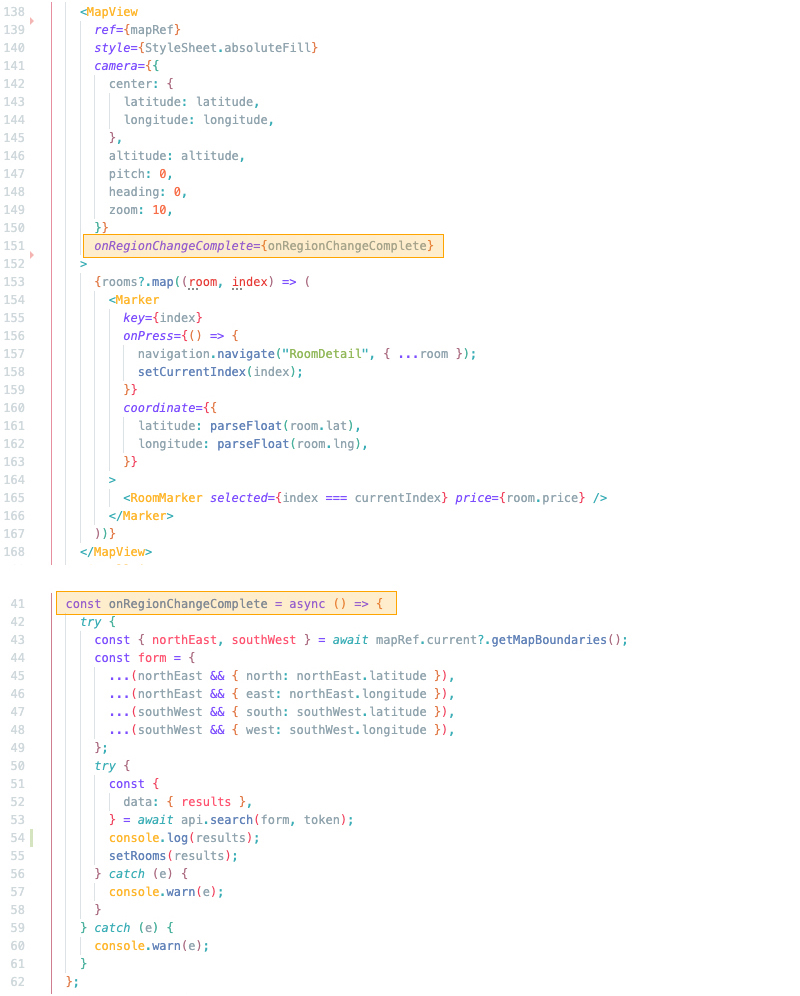 138 <MapView
139 ref={mapRef}
140 style={StyleSheet.absoluteFill}
141 camera={{
142 center: {
143 latitude: latitude,
144 longitude: longitude,
145 },
146 altitude: altitude,
147 pitch: 0,
148 heading: 0,
149 zoom: 10,
150 }}
151 onRegionChangeComplete={onRegionChangeComplete}
152 >
153 {rooms?.map((room, index) => (
154 <Marker
155 key={index}
156 onPress={() => {
157 navigation.navigate("RoomDetail", { ...room });
158 setCurrentIndex(index);
159 }}
160 coordinate={{
161 latitude: parseFloat(room.lat),
162 longitude: parseFloat(room.lng),
163 }}
164 >
165 <RoomMarker selected={index === currentIndex} price={room.price} />
166 </Marker>
167 ))}
168 </MapView>
41 const onRegionChangeComplete = async () => {
42 try {
43 const { northEast, southWest } = await mapRef.current?.getMapBoundaries();
44 const form = {
45 ...(northEast && { north: northEast.latitude }),
46 ...(northEast && { east: northEast.longitude }),
47 ...(southWest && { south: southWest.latitude }),
48 ...(southWest && { west: southWest.longitude }),
49 };
50 try {
51 const {
52 data: { results },
53 } = await api.search(form, token);
54 console.log(results);
55 setRooms(results);
56 } catch (e) {
57 console.warn(e);
58 }
59 } catch (e) {
60 console.warn(e);
61 }
62 };